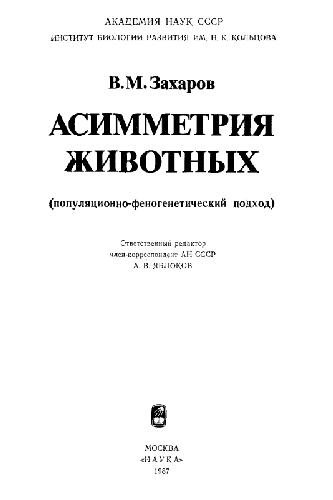 АКАДЕМИЯ НАУК СССР
ИНСТИТУТ БИОЛОГИИ РАЗВИТИЯ ИМ. Н. К. КОЛЬЦОВА
В. М. Захаров
АСИММЕТРИЯ
ЖИВОТНЫХ
(популяционно-феногенетический подход)
Ответственный редактор
член-корреспондент АН СССР
А. В. ЯБЛОКОВ
МОСКВА
«НАУКА»
1987